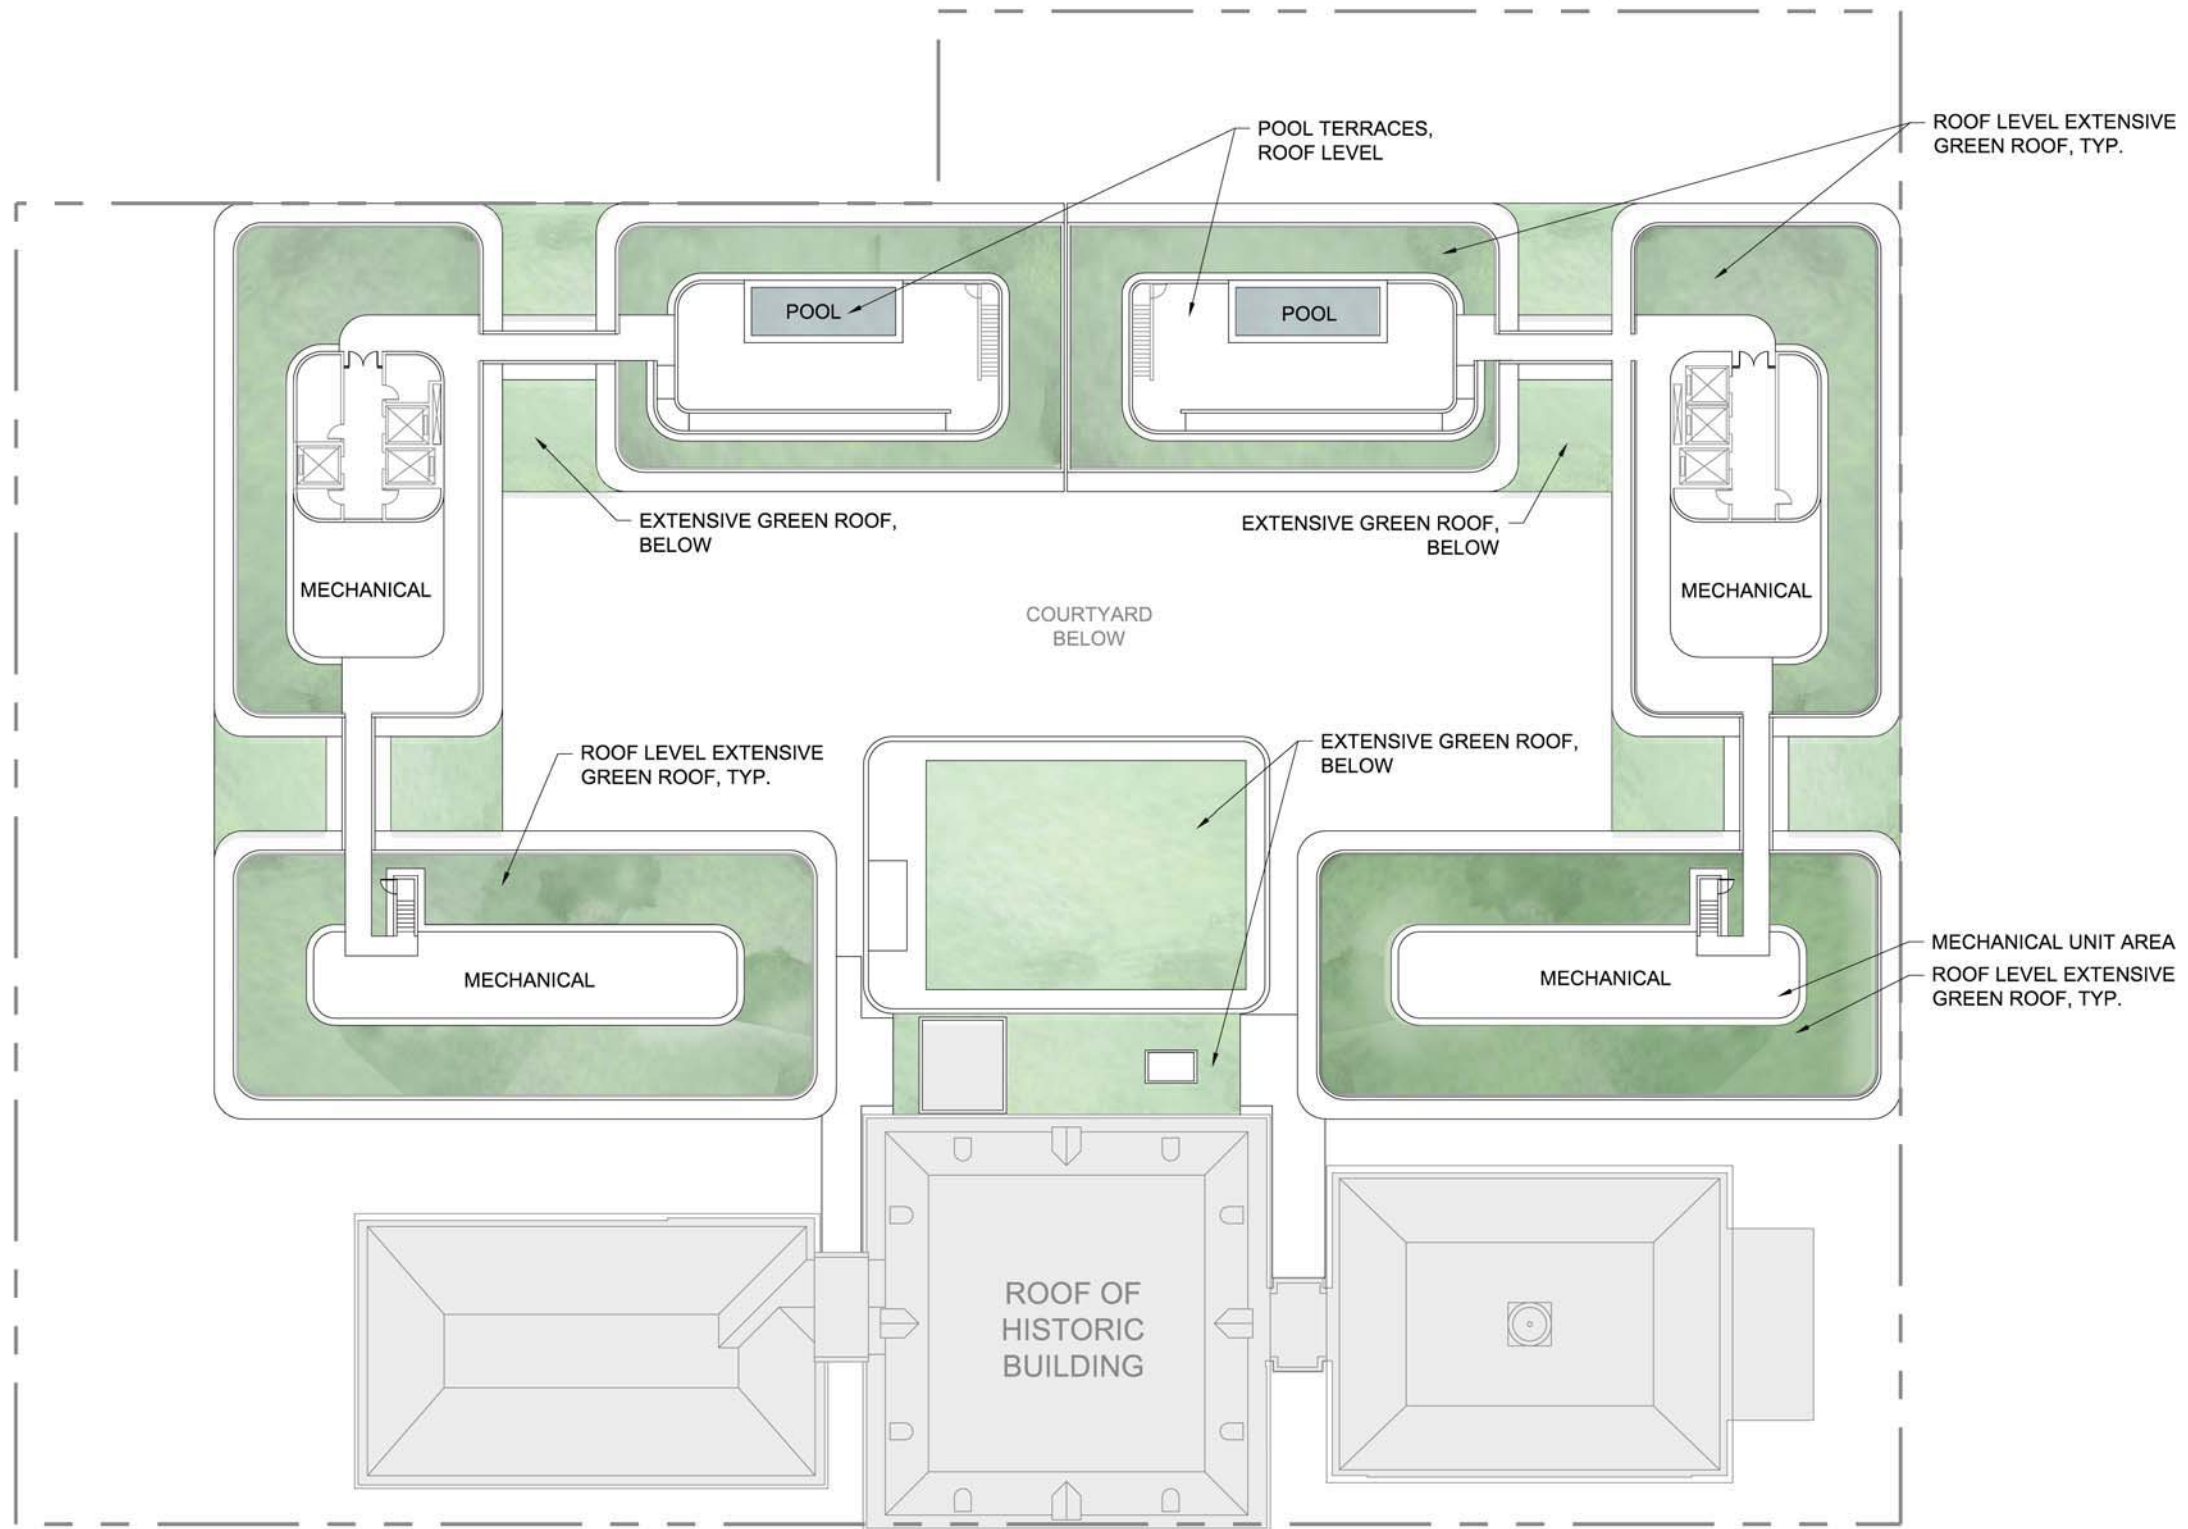 POOL TERRACES,
ROOF LEVEL
ROOF LEVEL EXTENSIVE
GREEN ROOF, TYP.
POOL
POOL
EXTENSIVE GREEN ROOF,
BELOW
EXTENSIVE GREEN ROOF,
BELOW
MECHANICAL
MECHANICAL
COURTYARD
BELOW
ROOF LEVEL EXTENSIVE
GREEN ROOF, TYP.
EXTENSIVE GREEN ROOF,
BELOW
MECHANICAL
MECHANICAL
MECHANICAL UNIT AREA
ROOF LEVEL EXTENSIVE
GREEN ROOF, TYP.
ROOF OF
HISTORIC
BUILDING